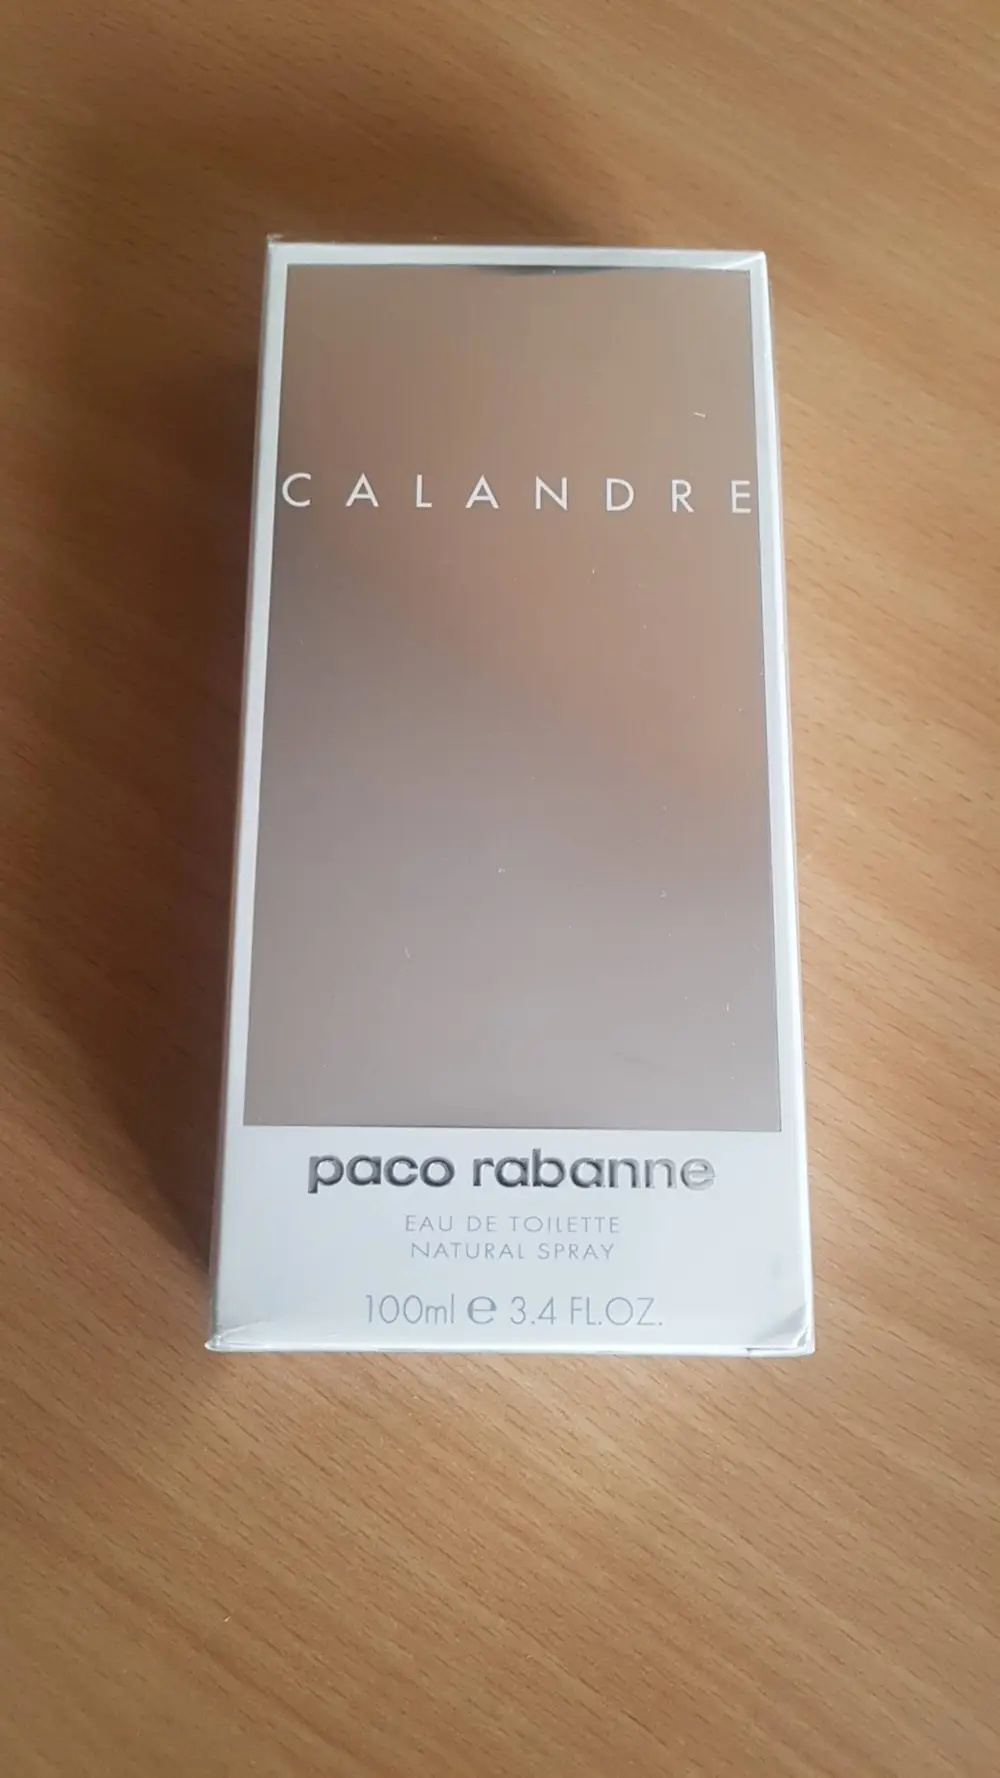 CALANDRE
paco rabanne
EAU DE TOILETTE
NATURAL SPRAY
100ml e 3.4 FL.OZ.